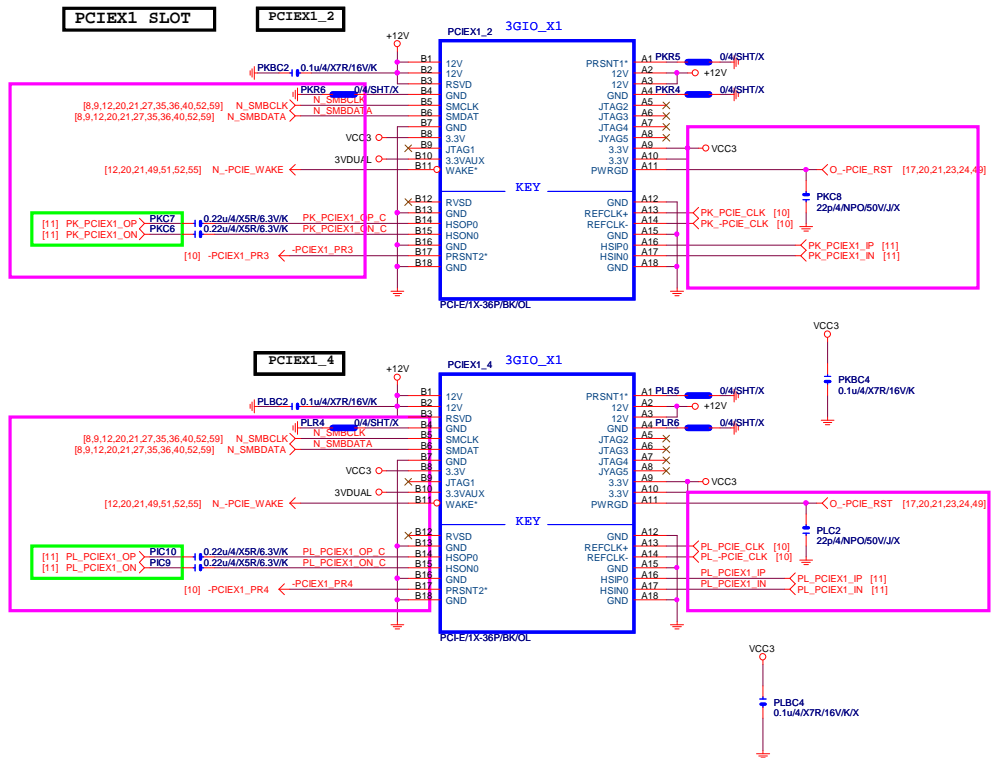 PCIEX1 SLOT
PCIEX1_2
+12V
PCIEX1_2 3GIO_X1
PKBC2 0.1u/4/X7R/16V/K
B1 12V PRSNT1* A1 PKR5 0/4/SHT/X
B2 12V 12V A2 +12V
B3 RSVD 12V A3
PKR6 0/4/SHT/X B4 GND GND A4 PKR4 0/4/SHT/X
[8,9,12,20,21,27,35,36,40,52,59] N_SMBCLK N_SMBCLK B5 SMCLK JTAG2 A5
[8,9,12,20,21,27,35,36,40,52,59] N_SMBDATA N_SMBDATA B6 SMDAT JTAG3 A6
B7 GND JTAG4 A7
VCC3 B8 3.3V JYAG5 A8
B9 JTAG1 3.3V A9 VCC3
3VDUAL B10 3.3VAUX 3.3V A10
[12,20,21,49,51,52,55] N_-PCIE_WAKE B11 WAKE* PWRGD A11 O_-PCIE_RST [17,20,21,23,24,49]
KEY
PKC8
22p/4/NPO/50V/J/X
B12 RVSD GND A12
B13 GND REFCLK+ A13 PK_PCIE_CLK [10]
[11] PK_PCIEX1_OP PKC7 0.22u/4/X5R/6.3V/K PK_PCIEX1_OP_C B14 HSOP0 REFCLK- A14 PK_-PCIE_CLK [10]
[11] PK_PCIEX1_ON PKC6 0.22u/4/X5R/6.3V/K PK_PCIEX1_ON_C B15 HSON0 GND A15
B16 GND HSIP0 A16 PK_PCIEX1_IP [11]
[10] -PCIEX1_PR3 -PCIEX1_PR3 B17 PRSNT2* HSIN0 A17 PK_PCIEX1_IN [11]
B18 GND GND A18
PCI-E/1X-36P/BK/OL
VCC3
PKBC4
0.1u/4/X7R/16V/K
PCIEX1_4
+12V
PCIEX1_4 3GIO_X1
PLBC2 0.1u/4/X7R/16V/K
B1 12V PRSNT1* A1 PLR5 0/4/SHT/X
B2 12V 12V A2 +12V
B3 RSVD 12V A3
PLR4 0/4/SHT/X B4 GND GND A4 PLR6 0/4/SHT/X
[8,9,12,20,21,27,35,36,40,52,59] N_SMBCLK N_SMBCLK B5 SMCLK JTAG2 A5
[8,9,12,20,21,27,35,36,40,52,59] N_SMBDATA N_SMBDATA B6 SMDAT JTAG3 A6
B7 GND JTAG4 A7
VCC3 B8 3.3V JYAG5 A8
B9 JTAG1 3.3V A9 VCC3
3VDUAL B10 3.3VAUX 3.3V A10
[12,20,21,49,51,52,55] N_-PCIE_WAKE B11 WAKE* PWRGD A11 O_-PCIE_RST [17,20,21,23,24,49]
KEY
PLC2
22p/4/NPO/50V/J/X
B12 RVSD GND A12
B13 GND REFCLK+ A13 PL_PCIE_CLK [10]
[11] PL_PCIEX1_OP PIC10 0.22u/4/X5R/6.3V/K PL_PCIEX1_OP_C B14 HSOP0 REFCLK- A14 PL_-PCIE_CLK [10]
[11] PL_PCIEX1_ON PIC9 0.22u/4/X5R/6.3V/K PL_PCIEX1_ON_C B15 HSON0 GND A15
B16 GND HSIP0 A16 PL_PCIEX1_IP PL_PCIEX1_IP [11]
[10] -PCIEX1_PR4 -PCIEX1_PR4 B17 PRSNT2* HSIN0 A17 PL_PCIEX1_IN PL_PCIEX1_IN [11]
B18 GND GND A18
PCI-E/1X-36P/BK/OL
VCC3
PLBC4
0.1u/4/X7R/16V/K/X